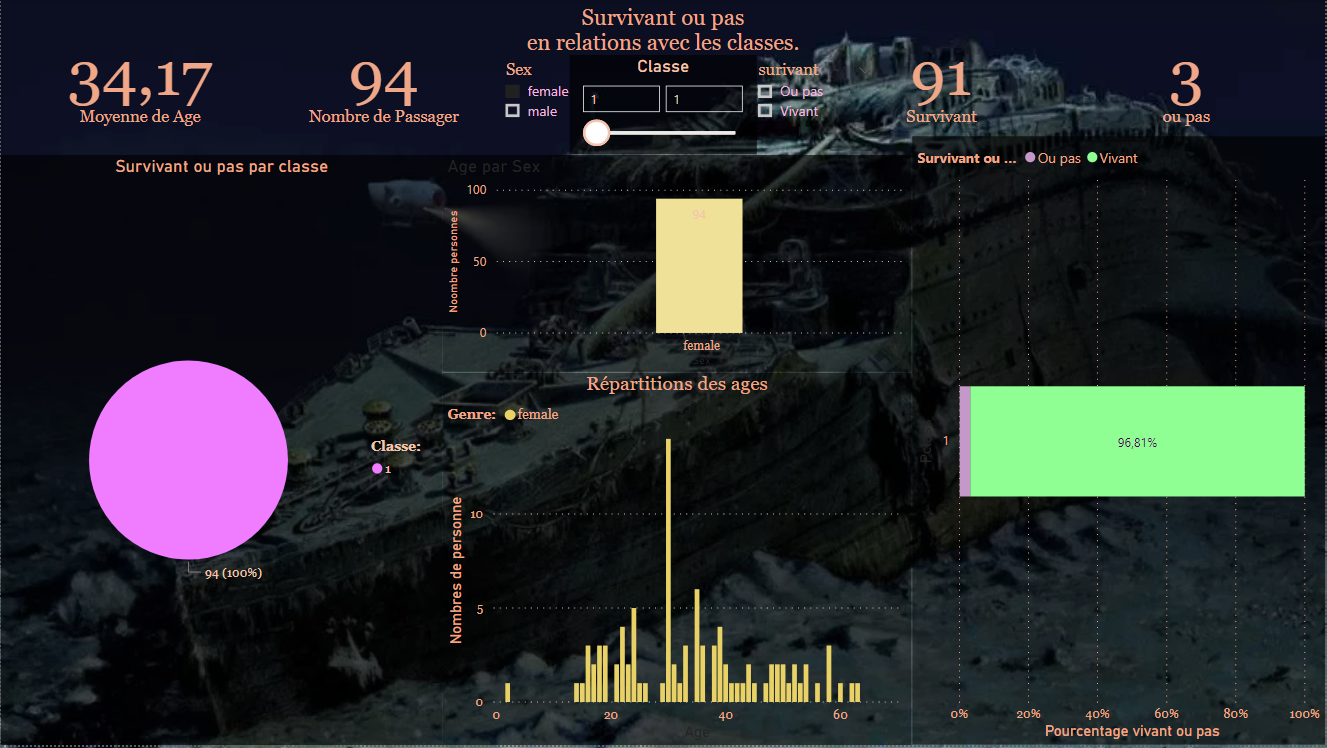 Survivant ou pas
en relations avec les classes.
34,17
Moyenne de Age
94
Nombre de Passager
Sex
female
male
Classe
1
1
surivant
Ou pas
Vivant
91
Survivant
3
ou pas
Survivant ou pas par classe
94 (100%)
Classe:
1
Age par Sex
Noombre personnes
100
50
0
94
female
Sex
Répartitions des ages
Genre: female
Nombres de personne
10
5
0
0 20 40 60
Age
Survivant ou ... Ou pas Vivant
1
96,81%
0% 20% 40% 60% 80% 100%
Pourcentage vivant ou pas